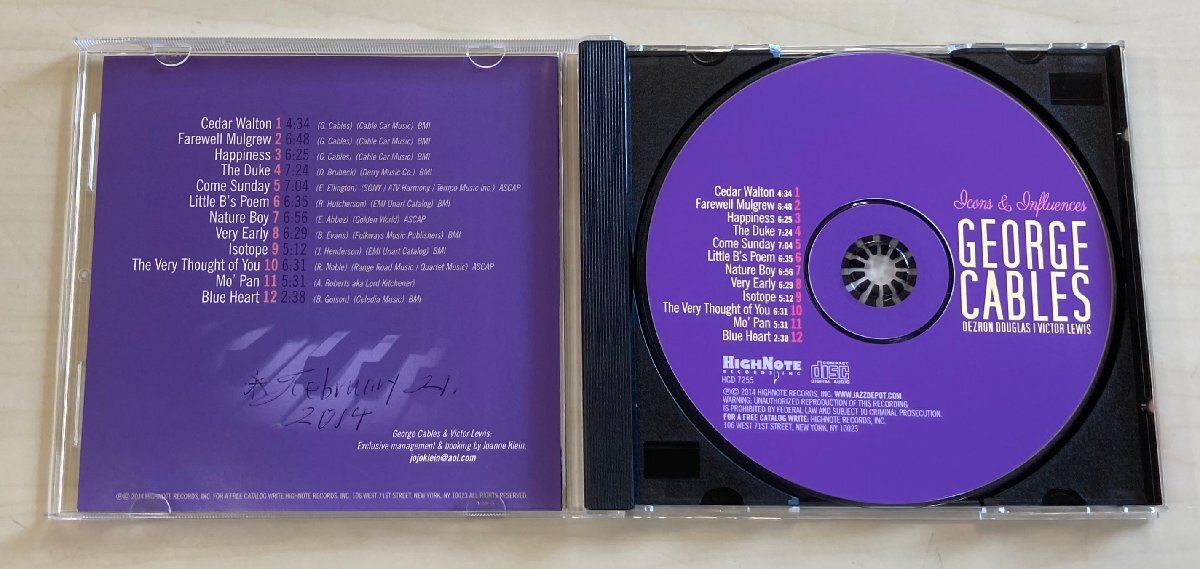 Cedar Walton 1 4:34 (G. Cables) (Cable Car Music) BMI
Farewell Mulgrew 2 6:48 (G. Cables) (Cable Car Music) BMI
Happiness 3 6:25 (G. Cables) (Cable Car Music) BMI
The Duke 4 7:24 (D. Brubeck) (Derry Music Co.) BMI
Come Sunday 5 7:04 (E. Ellington) (SONY / ATV Harmony / Tempo Music Inc.) ASCAP
Little B's Poem 6 6:35 (R. Hutcherson) (EMI Unart Catalog) BMI
Nature Boy 7 6:56 (E. Ahbez) (Golden World) ASCAP
Very Early 8 6:29 (B. Evans) (Folkways Music Publishers) BMI
Isotope 9 5:12 (J. Henderson) (EMI Unart Catalog) BMI
The Very Thought of You 10 6:31 (R. Noble) (Range Road Music / Quartet Music) ASCAP
Mo' Pan 11 5:31 (A. Roberts aka Lord Kitchener)
Blue Heart 12 2:38 (B. Golson) (Celedia Music) BMI
February 21.
2014
George Cables & Victor Lewis:
Exclusive management & booking by Joanne Klein.
jojoklein@aol.com
℗© 2014 HIGHNOTE RECORDS, INC. FOR A FREE CATALOG WRITE HIGHNOTE RECORDS, INC. 106 WEST 71ST STREET, NEW YORK, NY 10023 ALL RIGHTS RESERVED.
Cedar Walton 4:34 1
Farewell Mulgrew 6:48 2
Happiness 6:25 3
The Duke 7:24 4
Come Sunday 7:04 5
Little B's Poem 6:35 6
Nature Boy 6:56 7
Very Early 6:29 8
Isotope 5:12 9
The Very Thought of You 6:31 10
Mo' Pan 5:31 11
Blue Heart 2:38 12
Icons & Influences
GEORGE
CABLES
DEZRON DOUGLAS | VICTOR LEWIS
HIGHNOTE
RECORDS, INC
HCD 7255
COMPACT
disc
DIGITAL AUDIO
℗© 2014 HIGHNOTE RECORDS, INC. WWW.JAZZDEPOT.COM
WARNING: UNAUTHORIZED REPRODUCTION OF THIS RECORDING
IS PROHIBITED BY FEDERAL LAW AND SUBJECT TO CRIMINAL PROSECUTION.
FOR A FREE CATALOG WRITE: HIGHNOTE RECORDS, INC.
106 WEST 71ST STREET, NEW YORK, NY 10023